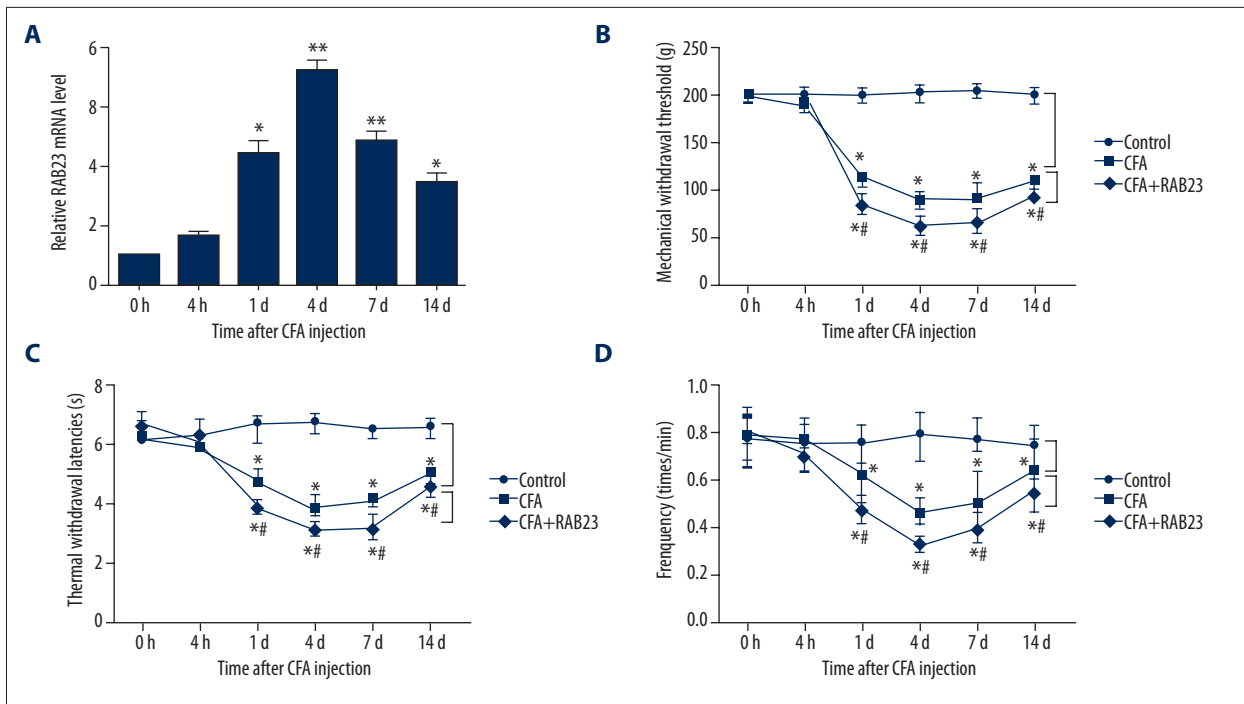 A
6
8
4
2
0
Relative RAB23 mRNA level
*
**
**
*
0 h 4 h 1 d 4 d 7 d 14 d
Time after CFA injection
B
250
200
150
100
50
0
Mechanical withdrawal threshold (g)
* * * *
*# *# *# *#
0 h 4 h 1 d 4 d 7 d 14 d
Time after CFA injection
Control
CFA
CFA+RAB23
C
8
6
4
2
0
Thermal withdrawal latencies (s)
* * * *
*# *# *# *#
0 h 4 h 1 d 4 d 7 d 14 d
Time after CFA injection
Control
CFA
CFA+RAB23
D
1.0
0.8
0.6
0.4
0.2
0.0
Frenquency (times/min)
* * * *
*# *# *# *#
0 h 4 h 1 d 4 d 7 d 14 d
Time after CFA injection
Control
CFA
CFA+RAB23